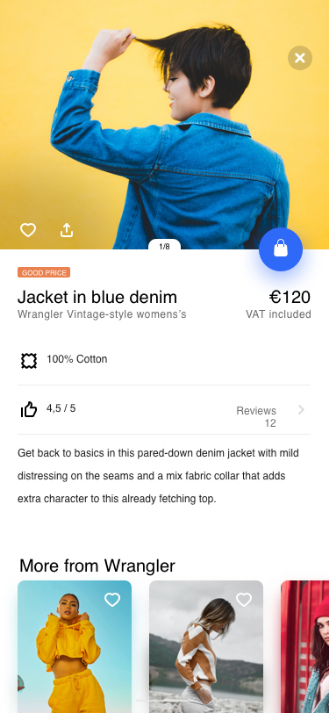 1/8
GOOD PRICE
Jacket in blue denim €120
Wrangler Vintage-style womens's VAT included
100% Cotton
4,5 / 5 Reviews
12
Get back to basics in this pared-down denim jacket with mild
distressing on the seams and a mix fabric collar that adds
extra character to this already fetching top.
More from Wrangler